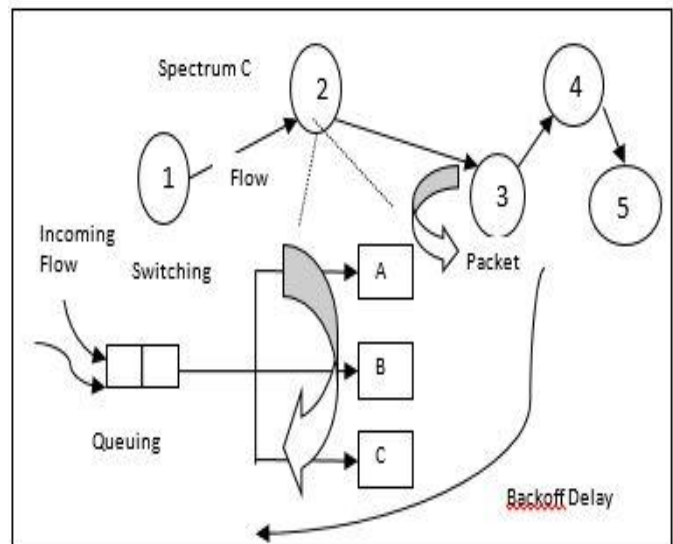 Spectrum C
2
4
1
Flow
3
5
Incoming
Flow
Switching
Packet
A
B
Queuing
C
Backoff Delay